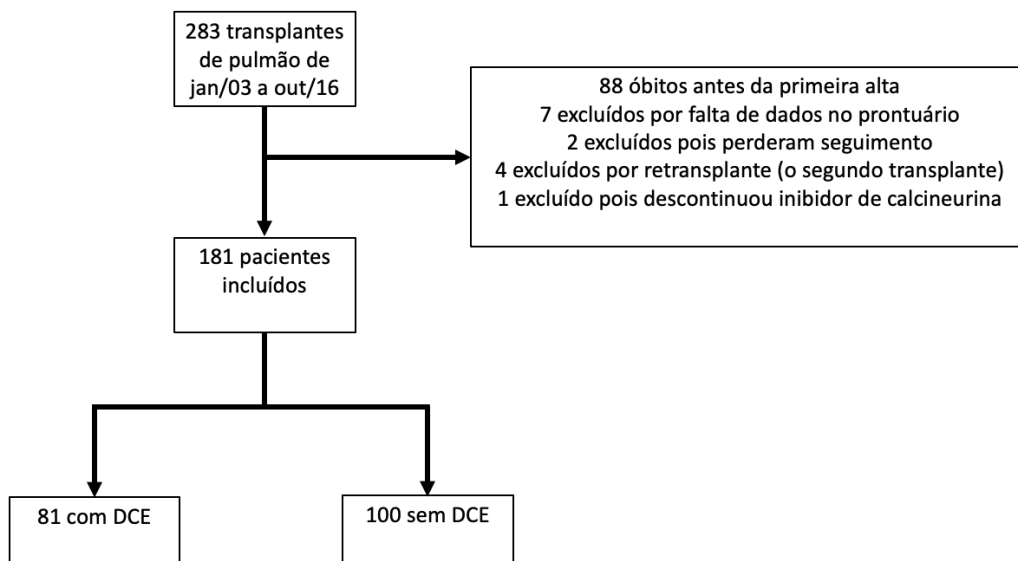 283 transplantes
de pulmão de
jan/03 a out/16
88 óbitos antes da primeira alta
7 excluídos por falta de dados no prontuário
2 excluídos pois perderam seguimento
4 excluídos por retransplante (o segundo transplante)
1 excluído pois descontinuou inibidor de calcineurina
181 pacientes
incluídos
81 com DCE
100 sem DCE